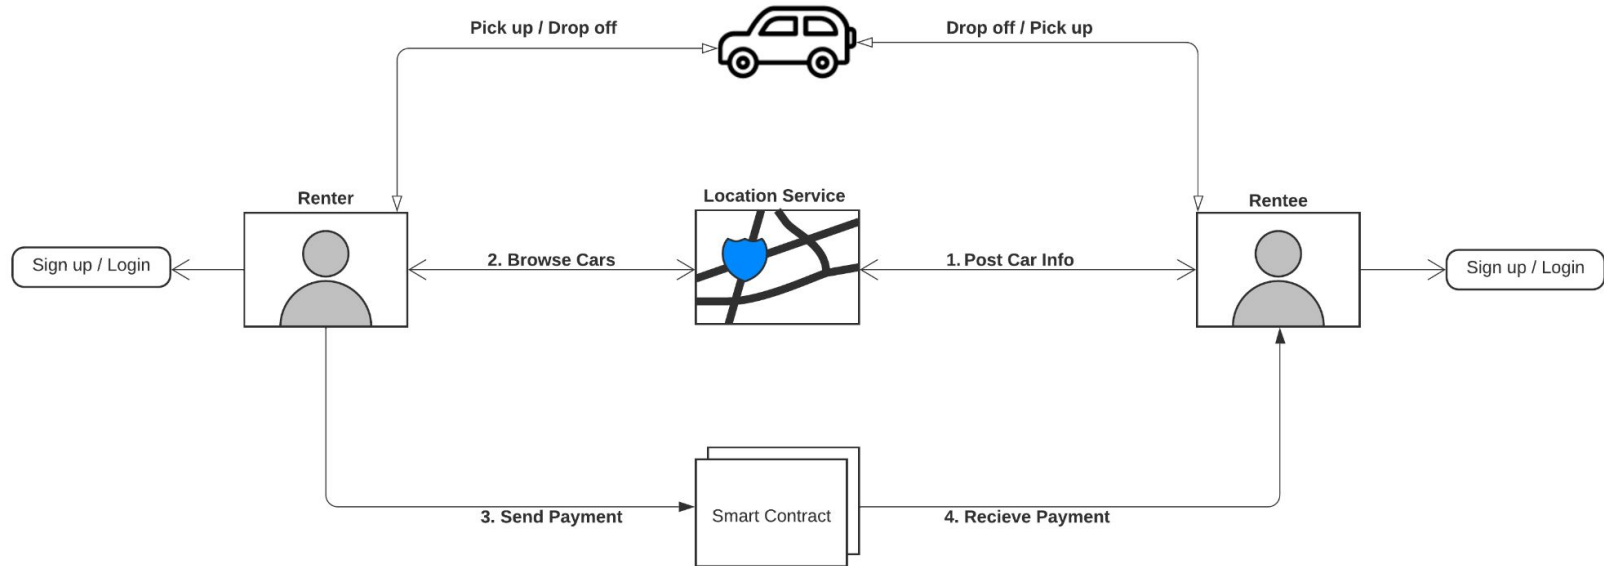 Pick up / Drop off
Drop off / Pick up
Renter
Location Service
Rentee
Sign up / Login
2. Browse Cars
1. Post Car Info
Sign up / Login
3. Send Payment
Smart Contract
4. Recieve Payment